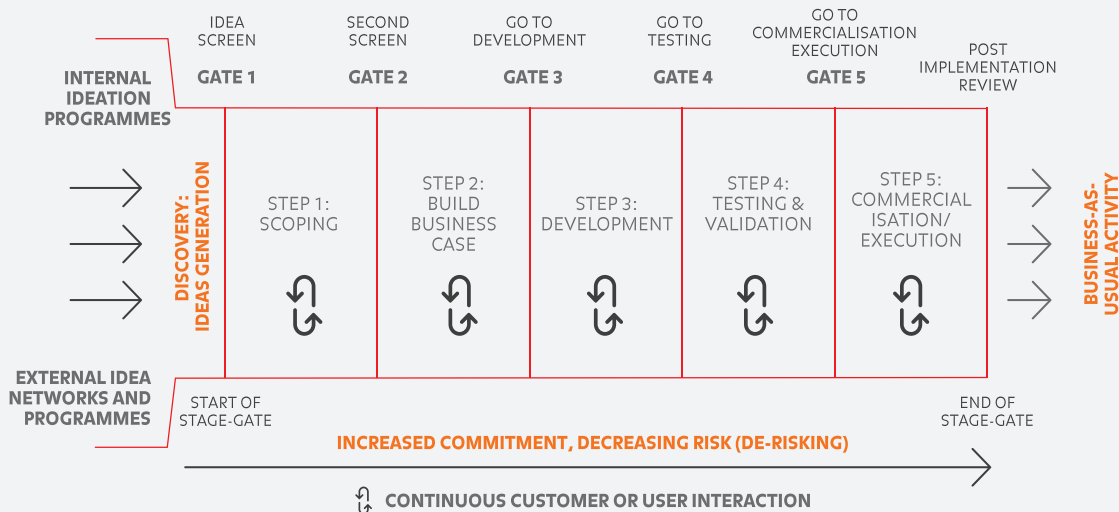 IDEA
SCREEN
GATE 1
SECOND
SCREEN
GATE 2
GO TO
DEVELOPMENT
GATE 3
GO TO
TESTING
GATE 4
GO TO
COMMERCIALISATION
EXECUTION
GATE 5
POST
IMPLEMENTATION
REVIEW
INTERNAL
IDEATION
PROGRAMMES
DISCOVERY:
IDEAS GENERATION
STEP 1:
SCOPING
STEP 2:
BUILD
BUSINESS
CASE
STEP 3:
DEVELOPMENT
STEP 4:
TESTING &
VALIDATION
STEP 5:
COMMERCIAL
ISATION/
EXECUTION
BUSINESS-AS-
USUAL ACTIVITY
EXTERNAL IDEA
NETWORKS AND
PROGRAMMES
START OF
STAGE-GATE
END OF
STAGE-GATE
INCREASED COMMITMENT, DECREASING RISK (DE-RISKING)
CONTINUOUS CUSTOMER OR USER INTERACTION